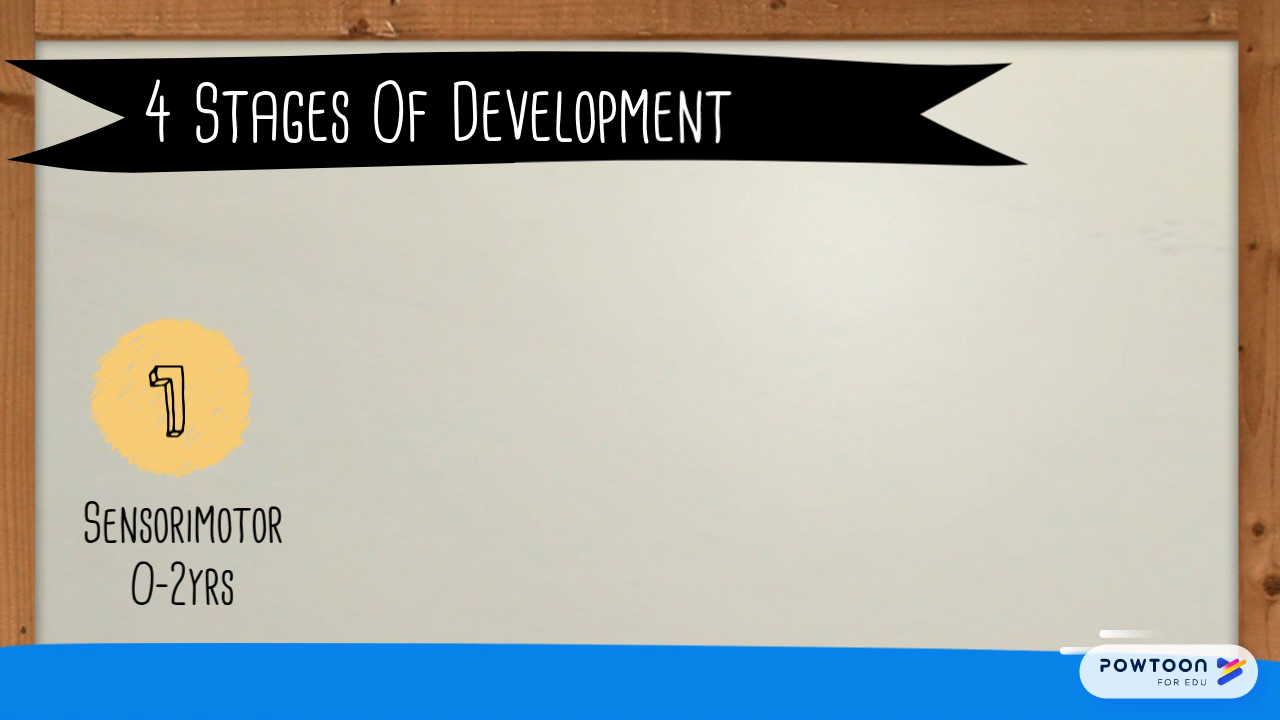 4 Stages Of Development
1
Sensorimotor
0-2yrs
POWTOON
FOR EDU